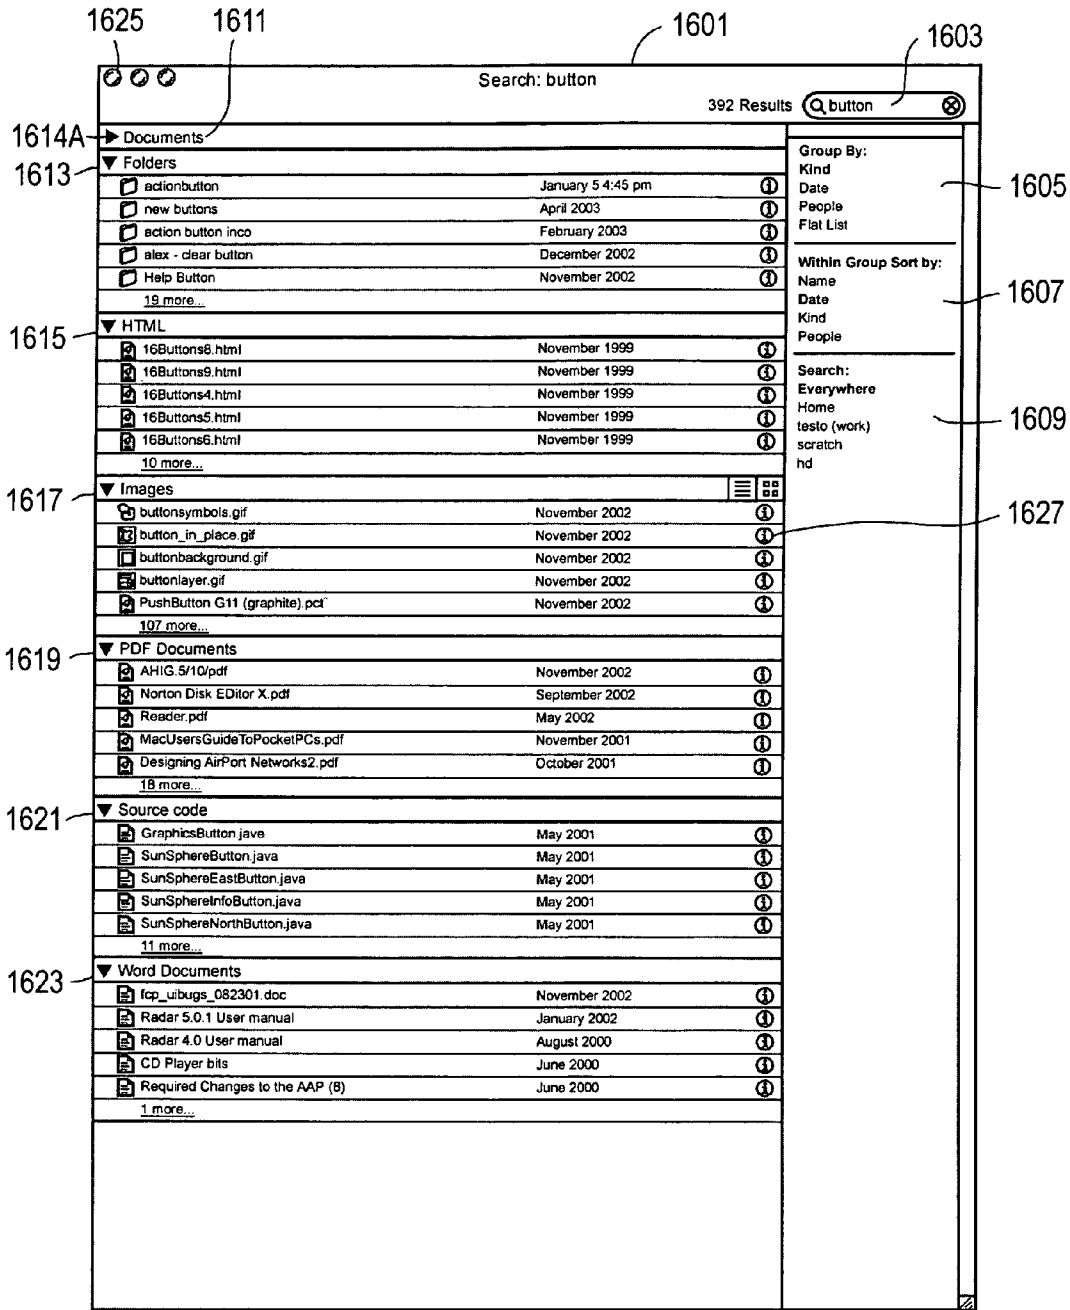 1625
1611
1601
1603
Search: button
392 Results
button
1614A
Documents
1613
Folders
actionbutton January 5 4:45 pm
new buttons April 2003
action button inco February 2003
alex - clear button December 2002
Help Button November 2002
19 more...
1615
HTML
16Buttons8.html November 1999
16Buttons9.html November 1999
16Buttons4.html November 1999
16Buttons5.html November 1999
16Buttons6.html November 1999
10 more...
1617
Images
buttonsymbols.gif November 2002
button_in_place.gif November 2002
buttonbackground.gif November 2002
buttonlayer.gif November 2002
PushButton G11 (graphite).pct November 2002
107 more...
1619
PDF Documents
AHIG.5/10/pdf November 2002
Norton Disk EDitor X.pdf September 2002
Reader.pdf May 2002
MacUsersGuideToPocketPCs.pdf November 2001
Designing AirPort Networks2.pdf October 2001
18 more...
1621
Source code
GraphicsButton.jave May 2001
SunSphereButton.java May 2001
SunSphereEastButton.java May 2001
SunSphereInfoButton.java May 2001
SunSphereNorthButton.java May 2001
11 more...
1623
Word Documents
fcp_uibugs_082301.doc November 2002
Radar 5.0.1 User manual January 2002
Radar 4.0 User manual August 2000
CD Player bits June 2000
Required Changes to the AAP (6) June 2000
1 more...
Group By:
Kind
Date
People
Flat List
1605
Within Group Sort by:
Name
Date
Kind
People
1607
Search:
Everywhere
Home
testo (work)
scratch
hd
1609
1627